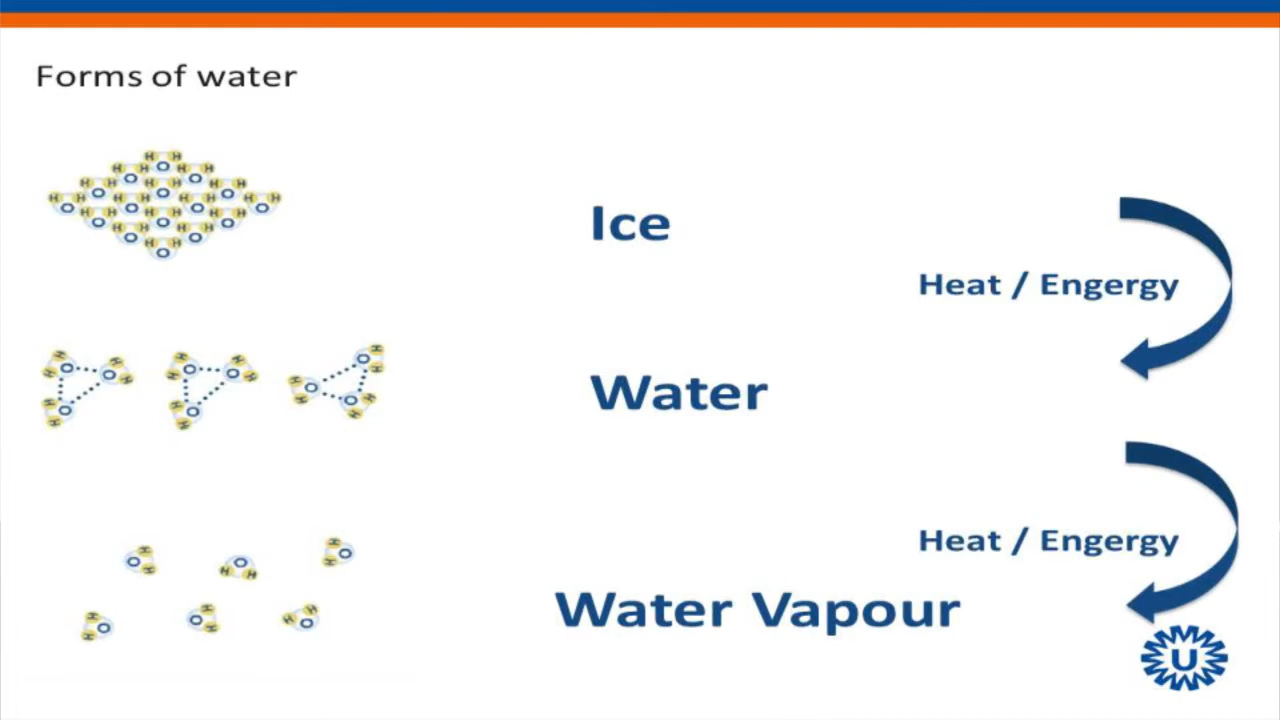 Forms of water
Ice
Heat / Engergy
Water
Heat / Engergy
Water Vapour
U